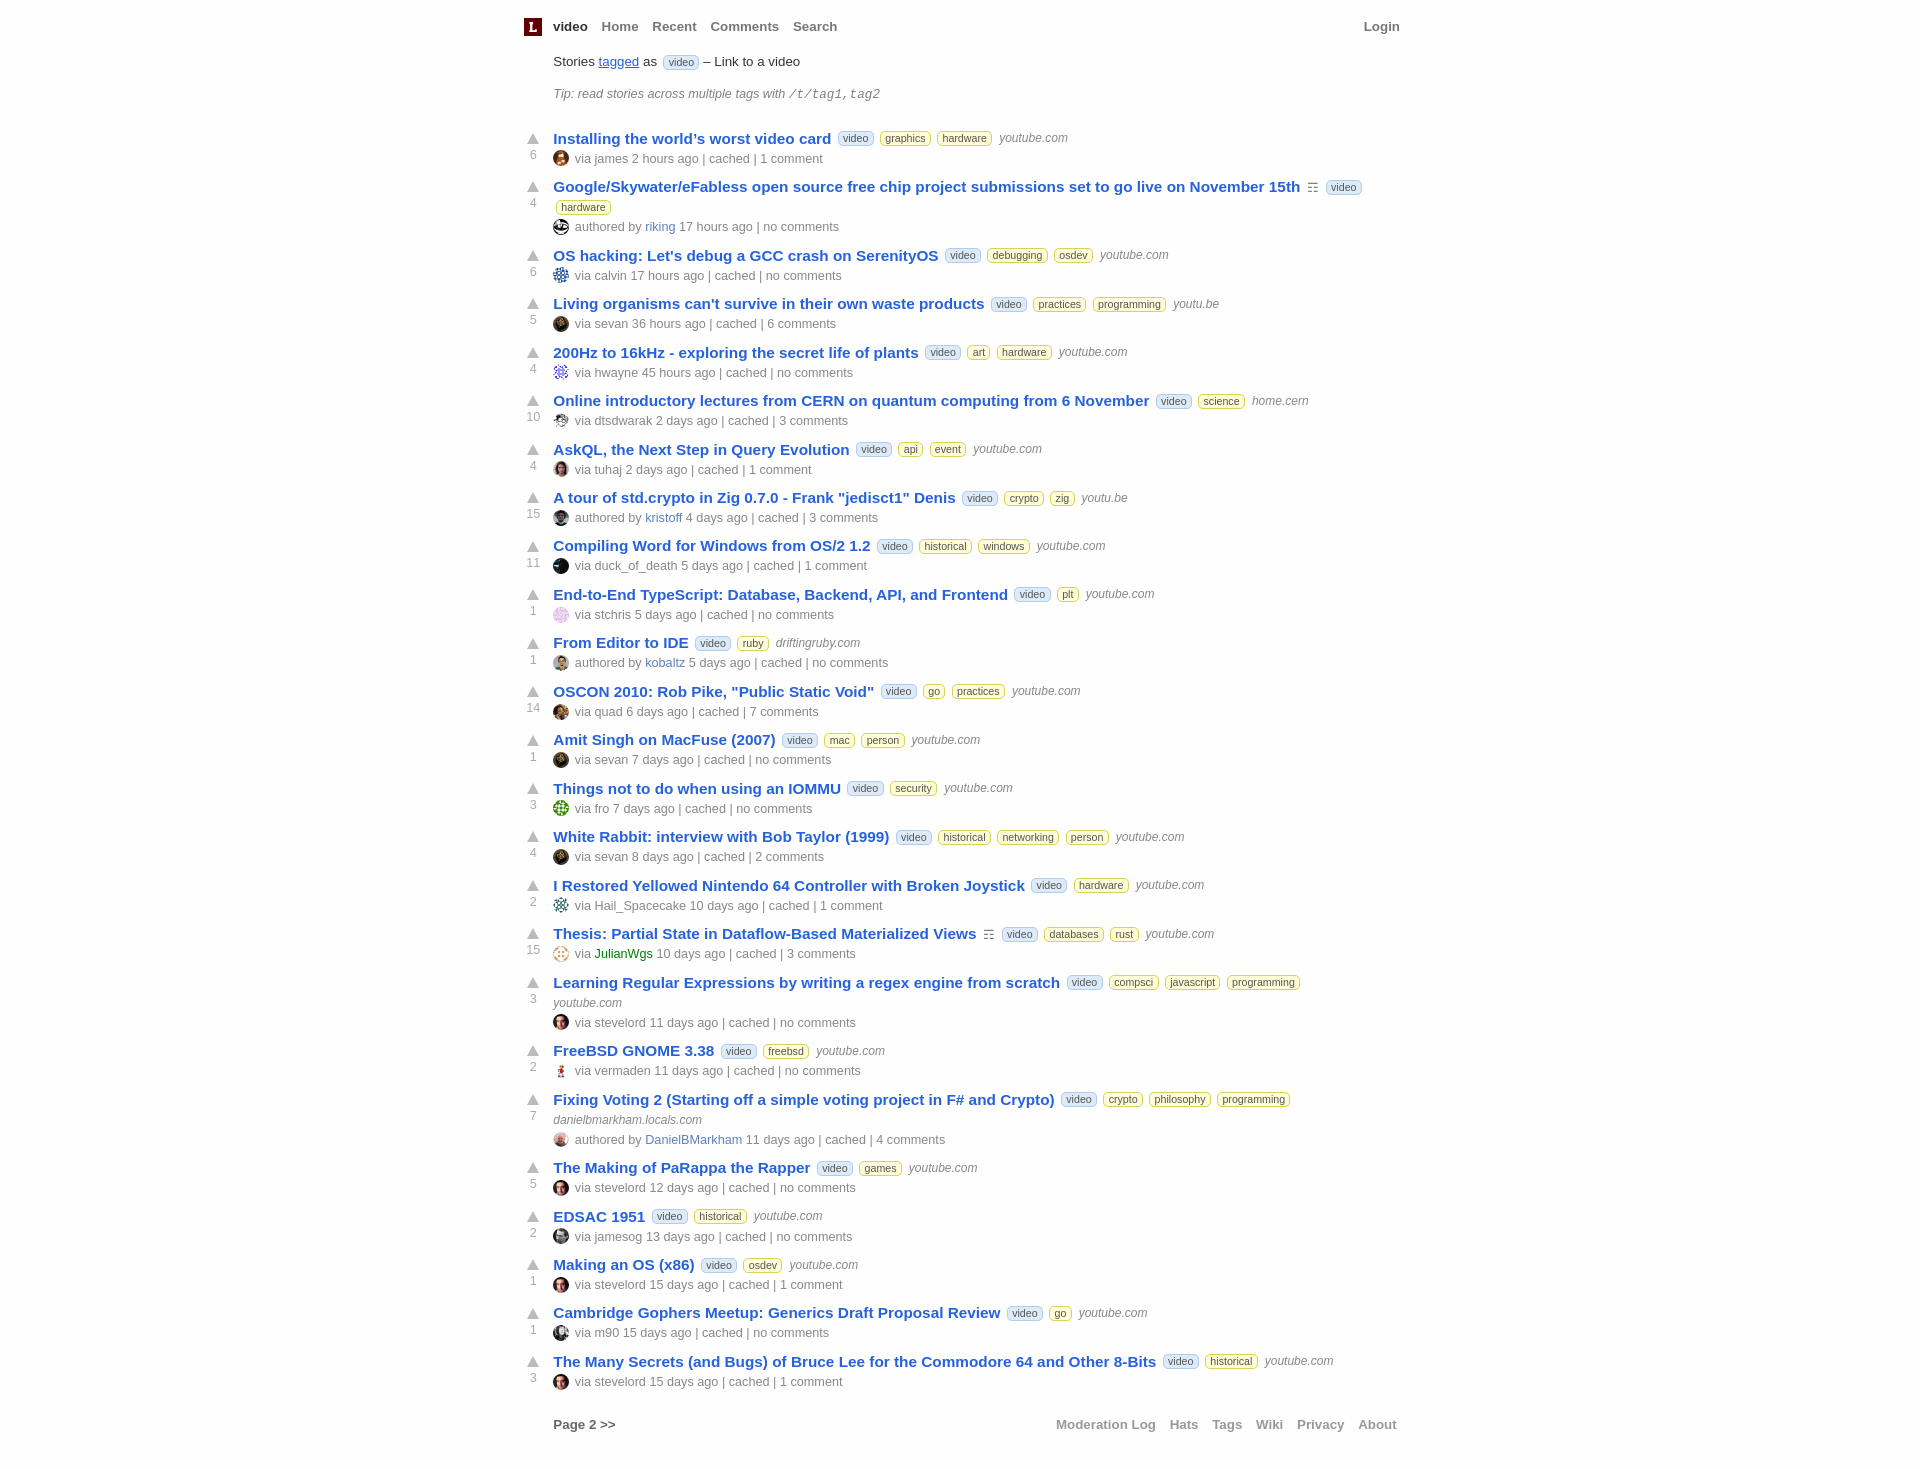 L video Home Recent Comments Search Login
Stories tagged as video – Link to a video
Tip: read stories across multiple tags with /t/tag1,tag2
Installing the world’s worst video card video graphics hardware youtube.com
6 via james 2 hours ago | cached | 1 comment
Google/Skywater/eFabless open source free chip project submissions set to go live on November 15th ☶ video
4 hardware
authored by riking 17 hours ago | no comments
OS hacking: Let's debug a GCC crash on SerenityOS video debugging osdev youtube.com
6 via calvin 17 hours ago | cached | no comments
Living organisms can't survive in their own waste products video practices programming youtu.be
5 via sevan 36 hours ago | cached | 6 comments
200Hz to 16kHz - exploring the secret life of plants video art hardware youtube.com
4 via hwayne 45 hours ago | cached | no comments
Online introductory lectures from CERN on quantum computing from 6 November video science home.cern
10 via dtsdwarak 2 days ago | cached | 3 comments
AskQL, the Next Step in Query Evolution video api event youtube.com
4 via tuhaj 2 days ago | cached | 1 comment
A tour of std.crypto in Zig 0.7.0 - Frank "jedisct1" Denis video crypto zig youtu.be
15 authored by kristoff 4 days ago | cached | 3 comments
Compiling Word for Windows from OS/2 1.2 video historical windows youtube.com
11 via duck_of_death 5 days ago | cached | 1 comment
End-to-End TypeScript: Database, Backend, API, and Frontend video plt youtube.com
1 via stchris 5 days ago | cached | no comments
From Editor to IDE video ruby driftingruby.com
1 authored by kobaltz 5 days ago | cached | no comments
OSCON 2010: Rob Pike, "Public Static Void" video go practices youtube.com
14 via quad 6 days ago | cached | 7 comments
Amit Singh on MacFuse (2007) video mac person youtube.com
1 via sevan 7 days ago | cached | no comments
Things not to do when using an IOMMU video security youtube.com
3 via fro 7 days ago | cached | no comments
White Rabbit: interview with Bob Taylor (1999) video historical networking person youtube.com
4 via sevan 8 days ago | cached | 2 comments
I Restored Yellowed Nintendo 64 Controller with Broken Joystick video hardware youtube.com
2 via Hail_Spacecake 10 days ago | cached | 1 comment
Thesis: Partial State in Dataflow-Based Materialized Views ☶ video databases rust youtube.com
15 via JulianWgs 10 days ago | cached | 3 comments
Learning Regular Expressions by writing a regex engine from scratch video compsci javascript programming
3 youtube.com
via stevelord 11 days ago | cached | no comments
FreeBSD GNOME 3.38 video freebsd youtube.com
2 via vermaden 11 days ago | cached | no comments
Fixing Voting 2 (Starting off a simple voting project in F# and Crypto) video crypto philosophy programming
7 danielbmarkham.locals.com
authored by DanielBMarkham 11 days ago | cached | 4 comments
The Making of PaRappa the Rapper video games youtube.com
5 via stevelord 12 days ago | cached | no comments
EDSAC 1951 video historical youtube.com
2 via jamesog 13 days ago | cached | no comments
Making an OS (x86) video osdev youtube.com
1 via stevelord 15 days ago | cached | 1 comment
Cambridge Gophers Meetup: Generics Draft Proposal Review video go youtube.com
1 via m90 15 days ago | cached | no comments
The Many Secrets (and Bugs) of Bruce Lee for the Commodore 64 and Other 8-Bits video historical youtube.com
3 via stevelord 15 days ago | cached | 1 comment
Page 2 >> Moderation Log Hats Tags Wiki Privacy About